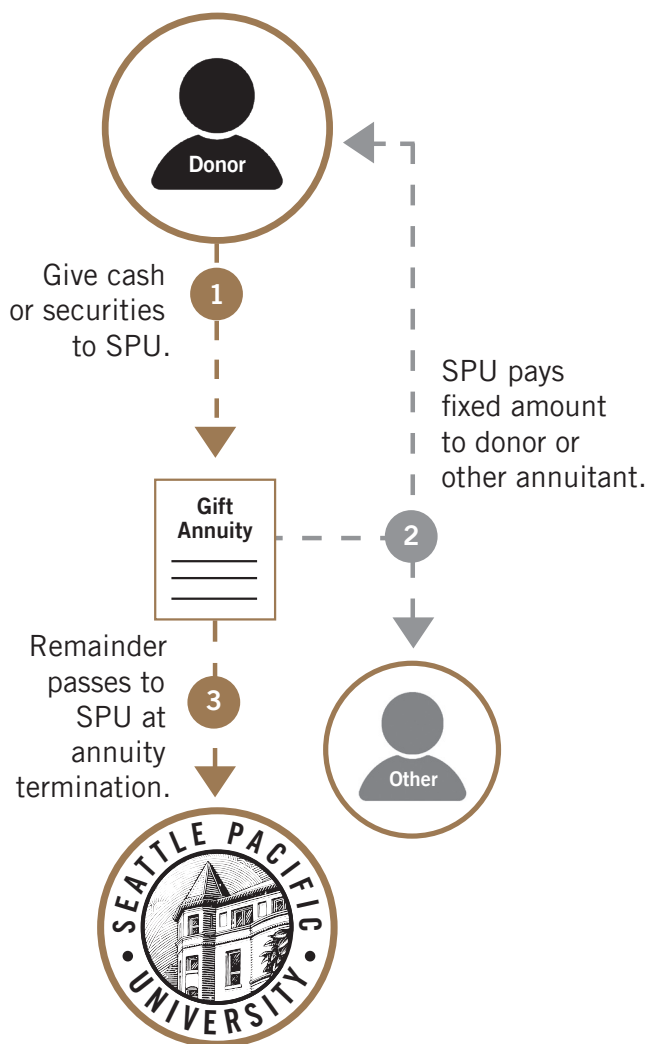 Donor
Give cash
or securities
to SPU.
1
SPU pays
fixed amount
to donor or
other annuitant.
Gift
Annuity
2
Remainder
passes to
SPU at
annuity
termination.
3
Other
SEATTLE PACIFIC
• UNIVERSITY •